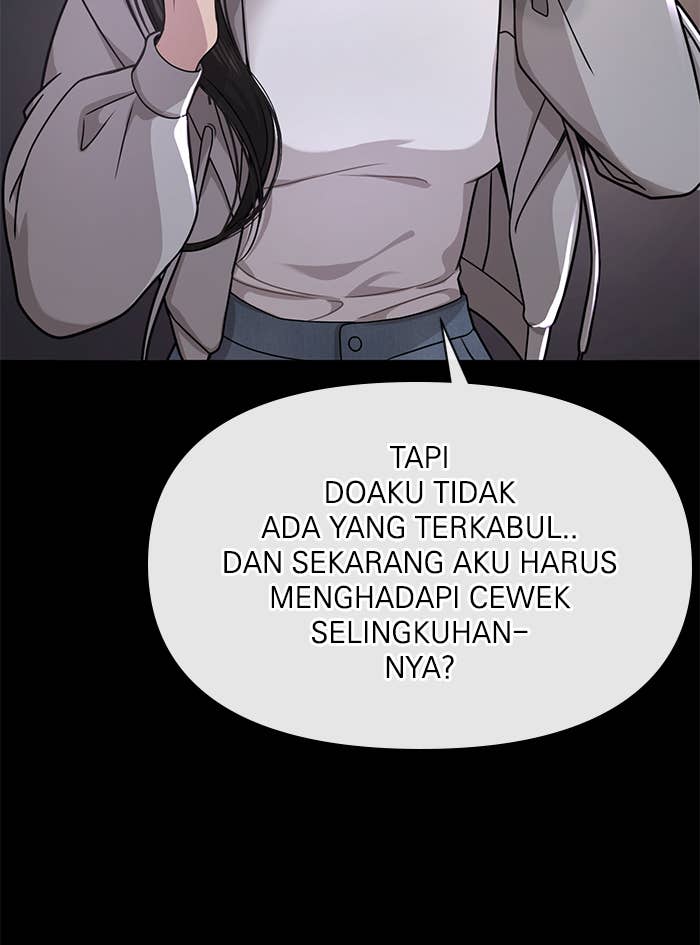 TAPI
DOAKU TIDAK
ADA YANG TERKABUL..
DAN SEKARANG AKU HARUS
MENGHADAPI CEWEK
SELINGKUHAN-
NYA?